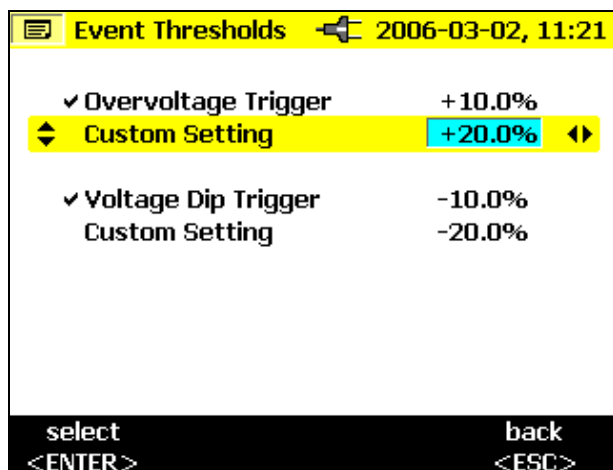 Event Thresholds 2006-03-02, 11:21
✓ Overvoltage Trigger +10.0%
Custom Setting +20.0%
✓ Voltage Dip Trigger -10.0%
Custom Setting -20.0%
select back
<ENTER> <ESC>